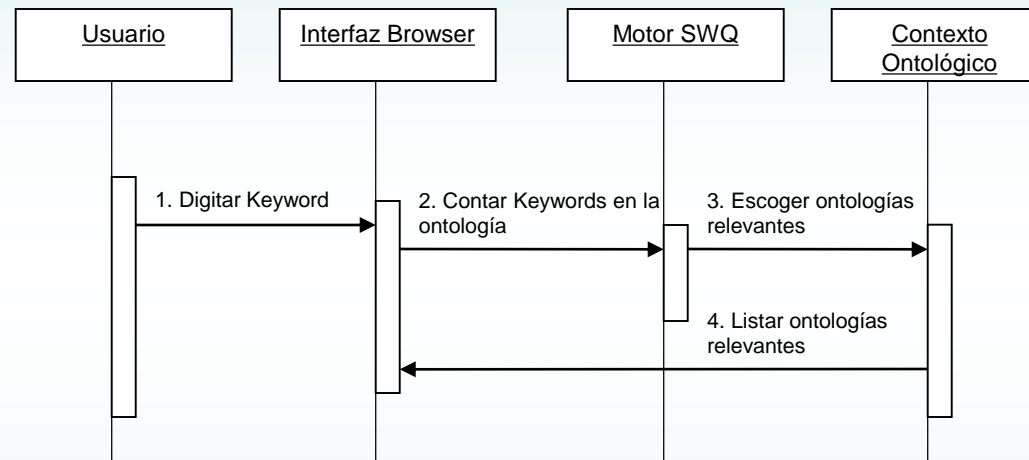 Usuario
Interfaz Browser
Motor SWQ
Contexto
Ontológico
1. Digitar Keyword
2. Contar Keywords en la
ontología
3. Escoger ontologías
relevantes
4. Listar ontologías
relevantes